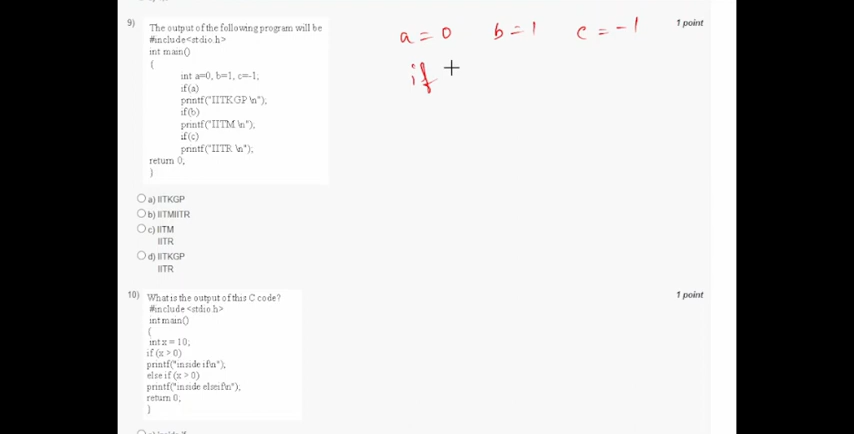 9)
The output of the following program will be
#include<stdio.h>
int main()
{
int a=0, b=1, c=-1;
if(a)
printf("IITKGP \n");
if(b)
printf("IITM \n");
if(c)
printf("IITR \n");
return 0;
}
a = 0 b = 1 c = -1
if
1 point
a) IITKGP
b) IITMIITR
c) IITM
IITR
d) IITKGP
IITR
10)
What is the output of this C code?
#include <stdio.h>
int main()
{
int x = 10;
if (x > 0)
printf("inside if\n");
else if (x > 0)
printf("inside elseif\n");
return 0;
}
1 point